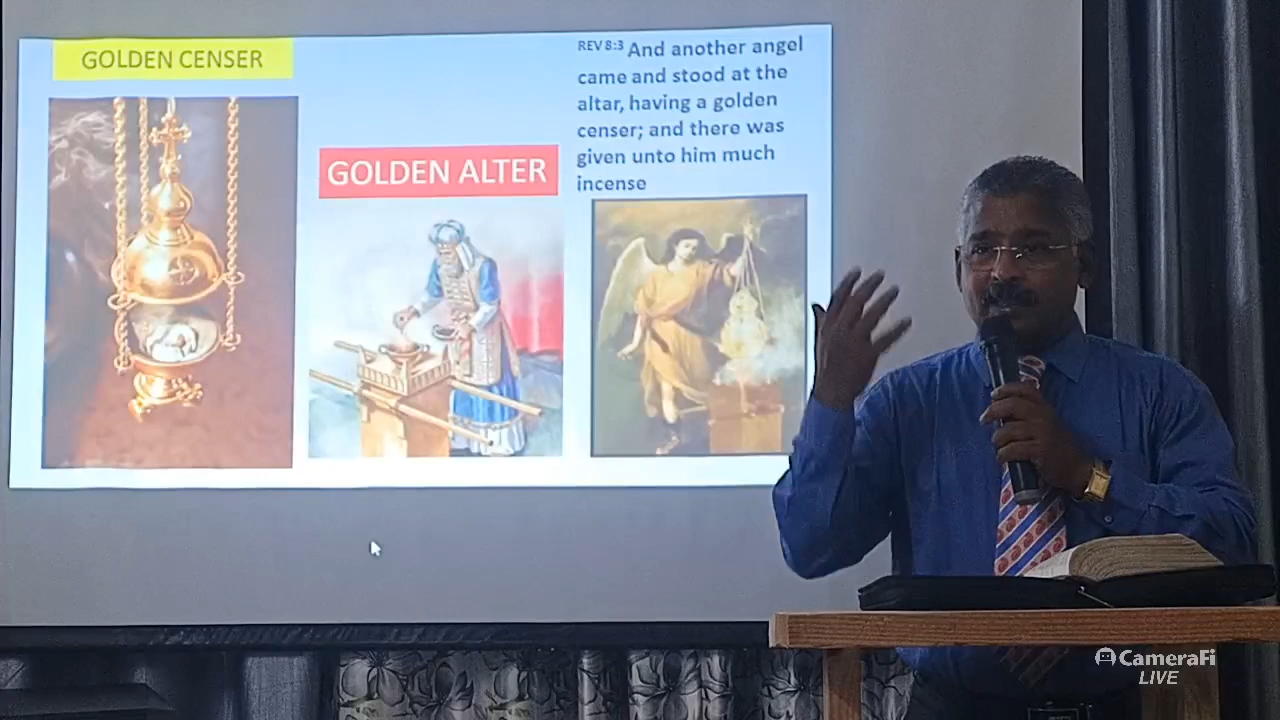 GOLDEN CENSER
GOLDEN ALTER
REV 8:3 And another angel
came and stood at the
altar, having a golden
censer; and there was
given unto him much
incense
CameraFi
LIVE